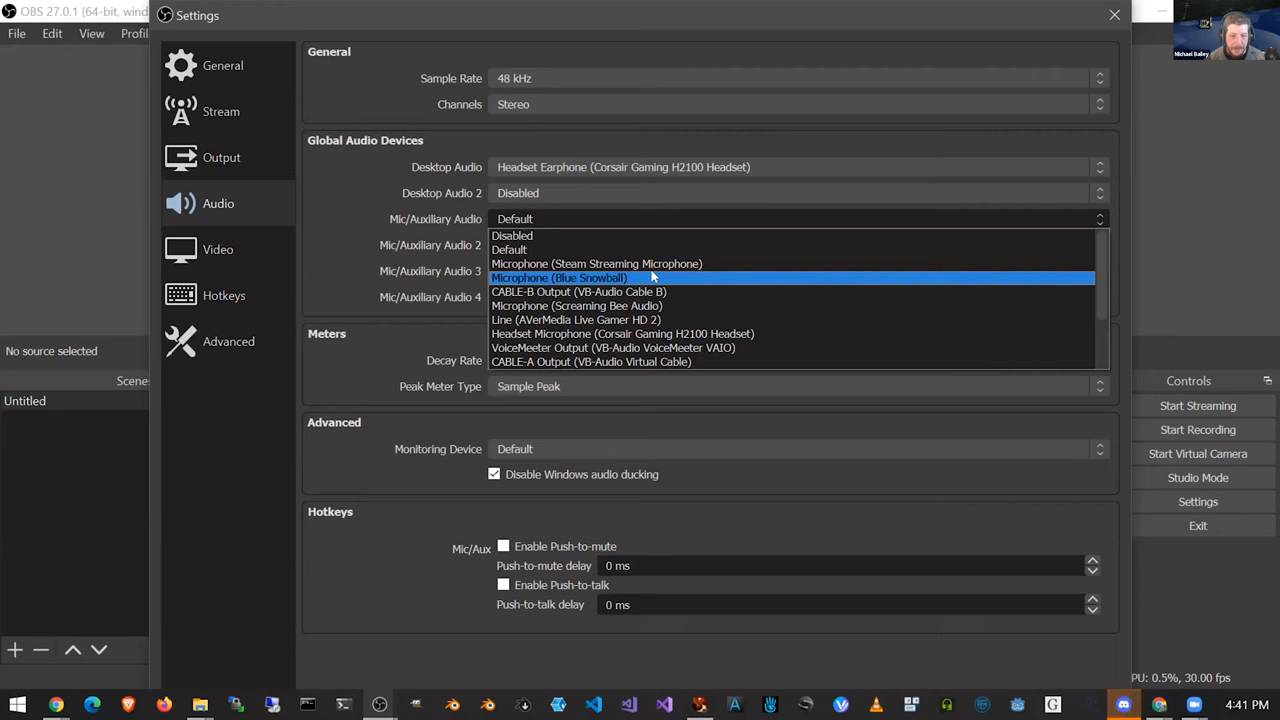 OBS 27.0.1 (64-bit, wind
Settings
Michael Bailey
File Edit View Profil
General
Stream
Output
Audio
Video
Hotkeys
Advanced
General
Sample Rate 48 kHz
Channels Stereo
Global Audio Devices
Desktop Audio Headset Earphone (Corsair Gaming H2100 Headset)
Desktop Audio 2 Disabled
Mic/Auxiliary Audio Default
Mic/Auxiliary Audio 2
Mic/Auxiliary Audio 3
Mic/Auxiliary Audio 4
Disabled
Default
Microphone (Steam Streaming Microphone)
Microphone (Blue Snowball)
CABLE-B Output (VB-Audio Cable B)
Microphone (Screaming Bee Audio)
Line (AVerMedia Live Gamer HD 2)
Headset Microphone (Corsair Gaming H2100 Headset)
VoiceMeeter Output (VB-Audio VoiceMeeter VAIO)
CABLE-A Output (VB-Audio Virtual Cable)
Meters
Decay Rate
Peak Meter Type Sample Peak
Advanced
Monitoring Device Default
Disable Windows audio ducking
Hotkeys
Mic/Aux Enable Push-to-mute
Push-to-mute delay 0 ms
Enable Push-to-talk
Push-to-talk delay 0 ms
No source selected
Scene
Untitled
Controls
Start Streaming
Start Recording
Start Virtual Camera
Studio Mode
Settings
Exit
PU: 0.5%, 30.00 fps
4:41 PM